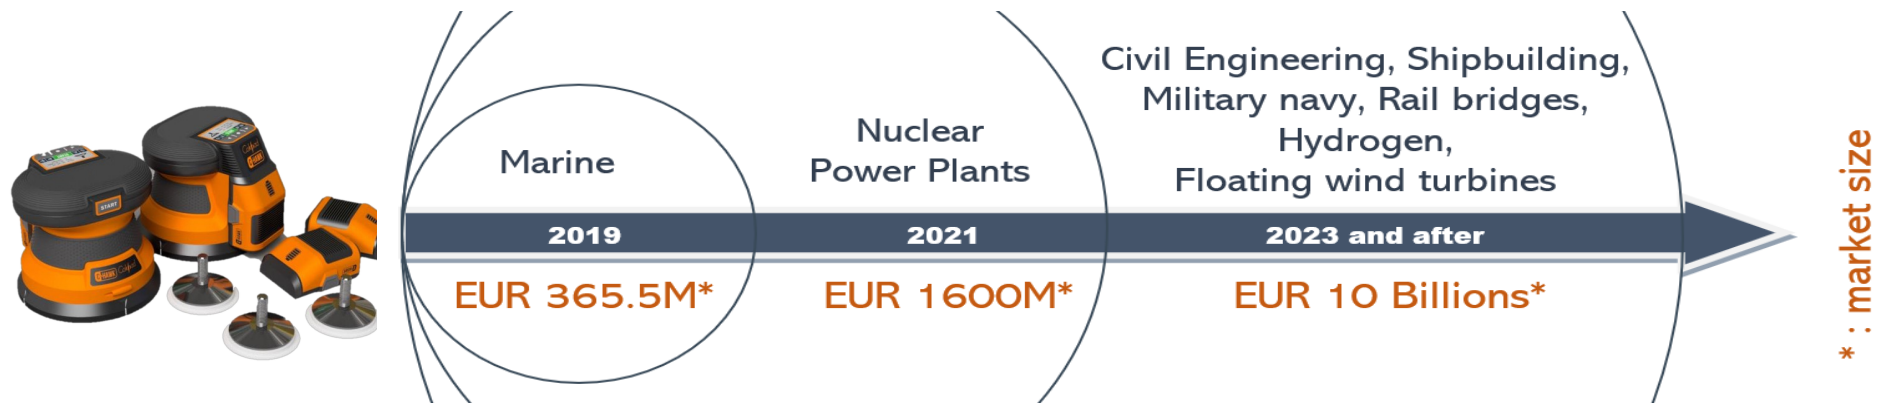 Marine
Nuclear
Power Plants
Civil Engineering, Shipbuilding,
Military navy, Rail bridges,
Hydrogen,
Floating wind turbines
2019
2021
2023 and after
EUR 365.5M*
EUR 1600M*
EUR 10 Billions*
* : market size
START